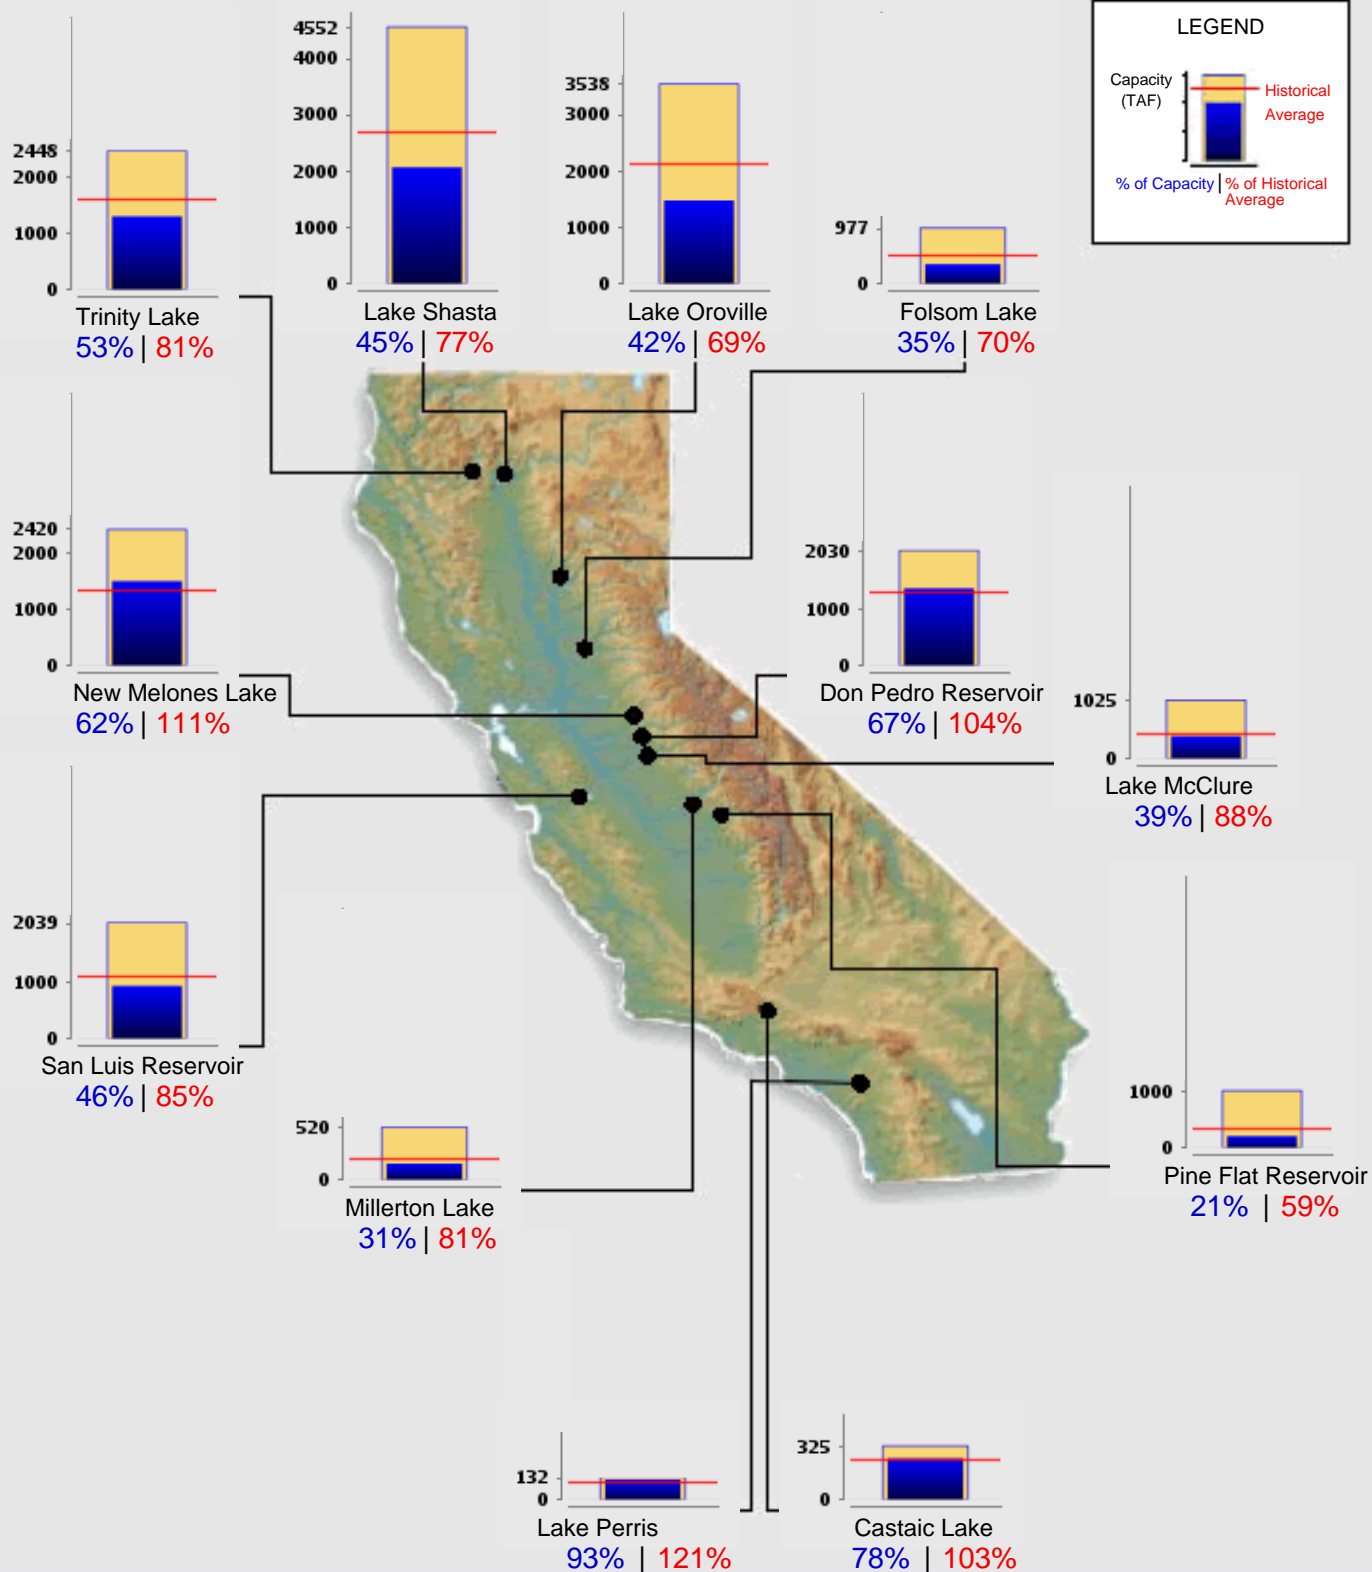 LEGEND
Capacity
(TAF)
Historical
Average
% of Capacity | % of Historical
Average
2448
2000
1000
0
Trinity Lake
53% | 81%
4552
4000
3000
2000
1000
0
Lake Shasta
45% | 77%
3538
3000
2000
1000
0
Lake Oroville
42% | 69%
977
0
Folsom Lake
35% | 70%
2420
2000
1000
0
New Melones Lake
62% | 111%
2030
1000
0
Don Pedro Reservoir
67% | 104%
1025
0
Lake McClure
39% | 88%
2039
1000
0
San Luis Reservoir
46% | 85%
520
0
Millerton Lake
31% | 81%
1000
0
Pine Flat Reservoir
21% | 59%
132
0
Lake Perris
93% | 121%
325
0
Castaic Lake
78% | 103%